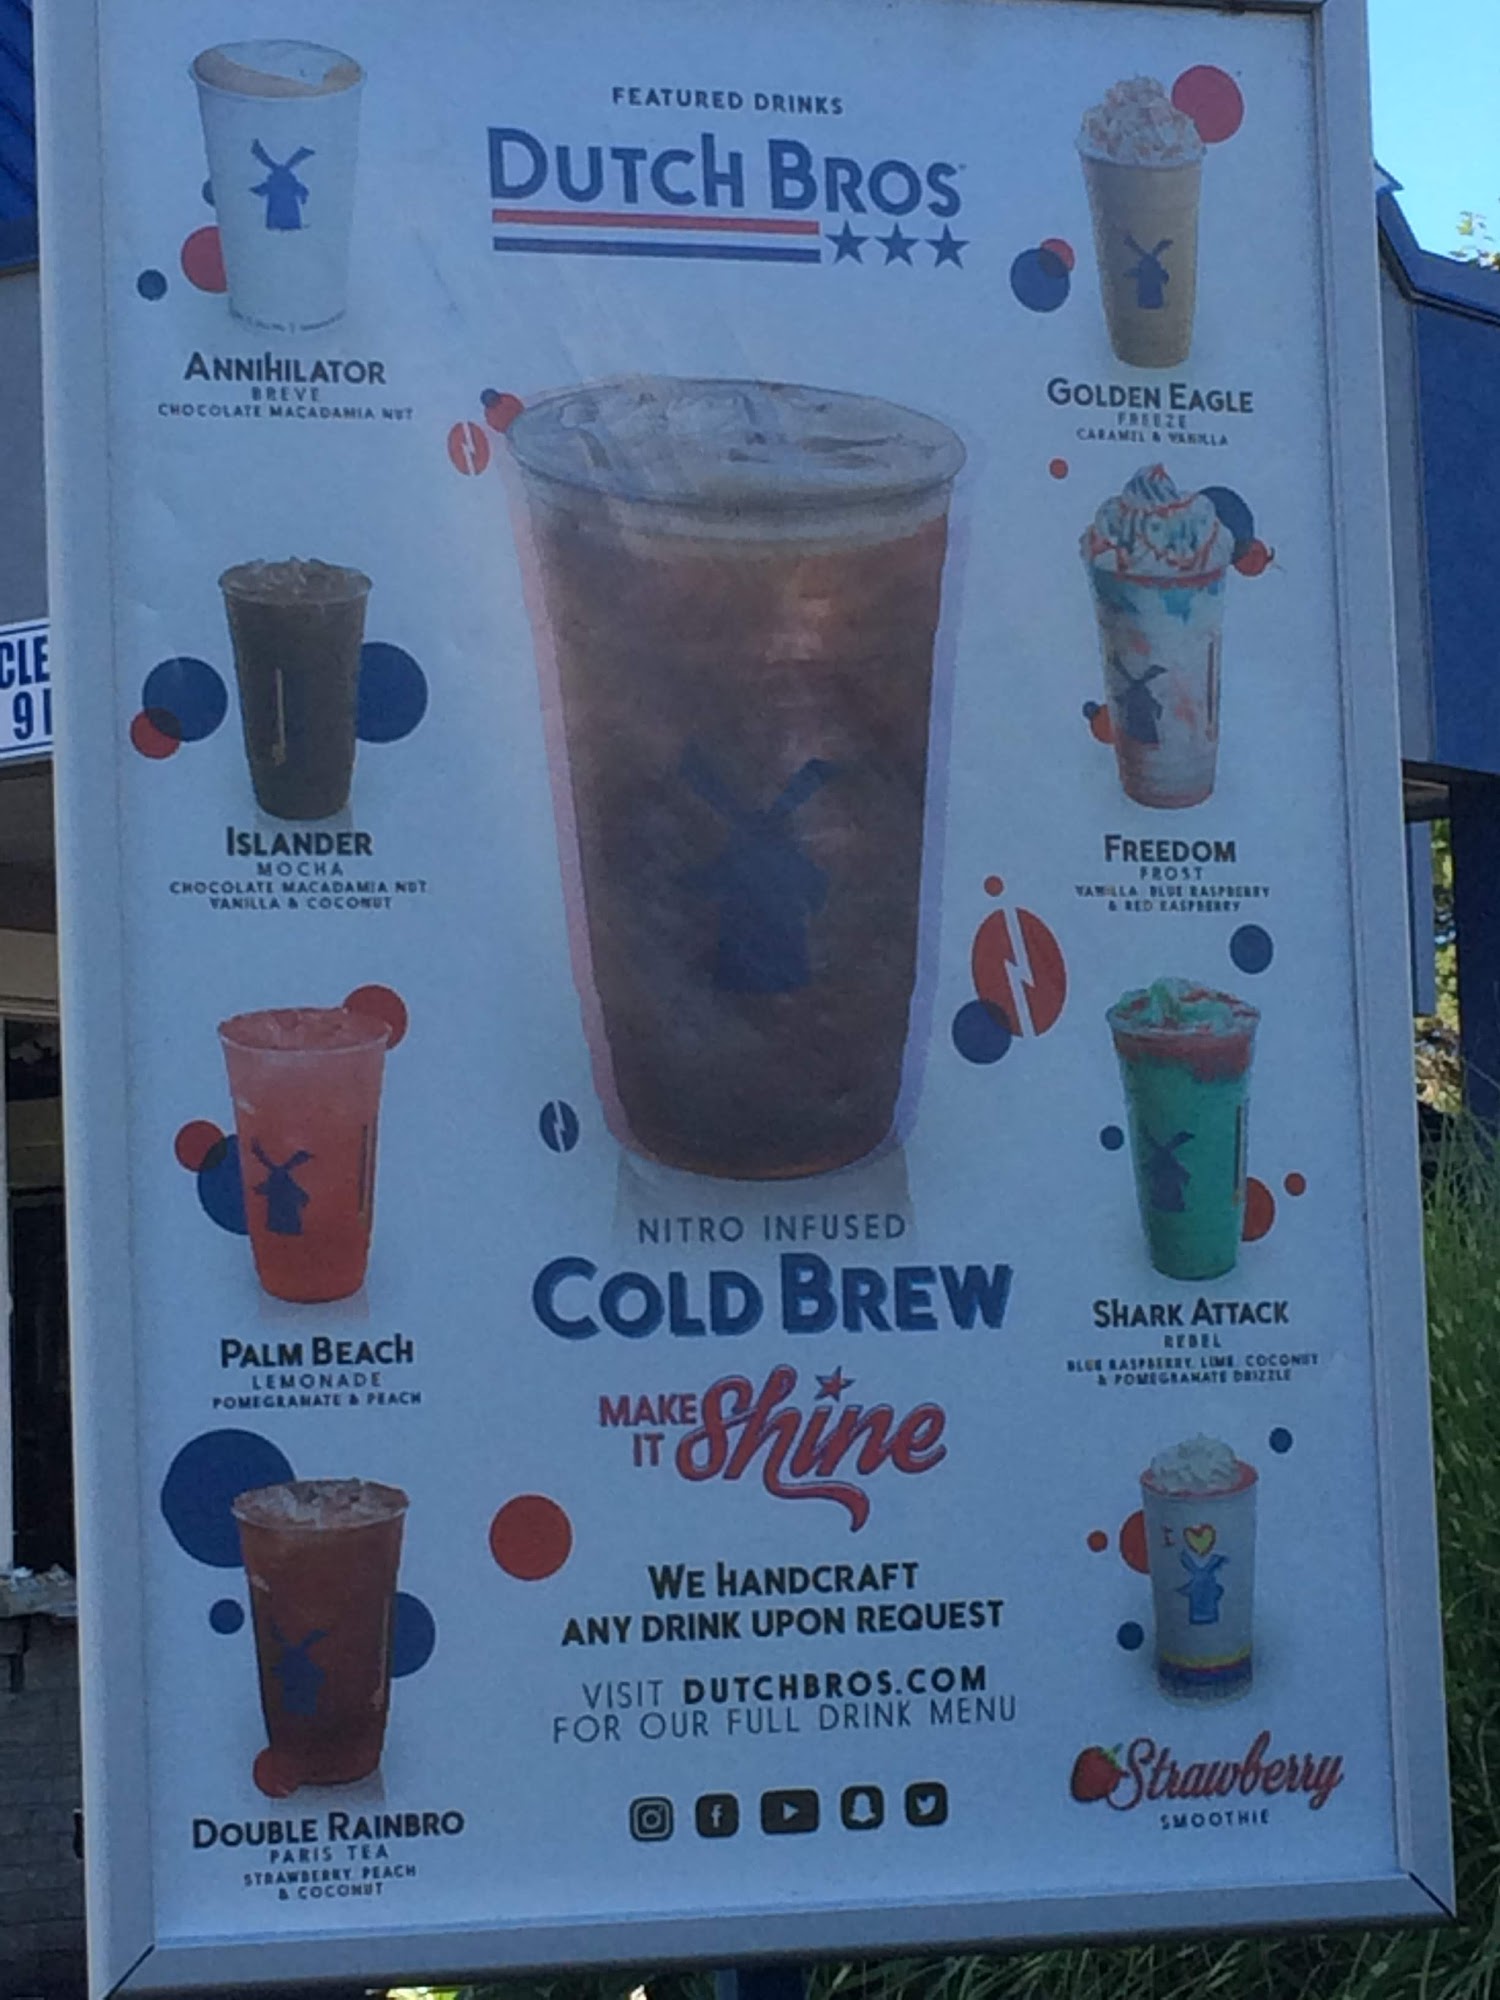 FEATURED DRINKS
DUTCH BROS
ANNIHILATOR
BREVE
CHOCOLATE MACADAMIA NUT
GOLDEN EAGLE
FREEZE
CARAMEL & VANILLA
ISLANDER
MOCHA
CHOCOLATE MACADAMIA NUT
VANILLA & COCONUT
FREEDOM
FROST
VANILLA, BLUE RASPBERRY
& RED RASPBERRY
PALM BEACH
LEMONADE
POMEGRANATE & PEACH
SHARK ATTACK
REBEL
BLUE RASPBERRY, LIME, COCONUT
& POMEGRANATE DRIZZLE
DOUBLE RAINBRO
PARIS TEA
STRAWBERRY, PEACH
& COCONUT
I
Strawberry
SMOOTHIE
NITRO INFUSED
COLD BREW
MAKE IT Shine
WE HANDCRAFT
ANY DRINK UPON REQUEST
VISIT DUTCHBROS.COM
FOR OUR FULL DRINK MENU
CLE
91